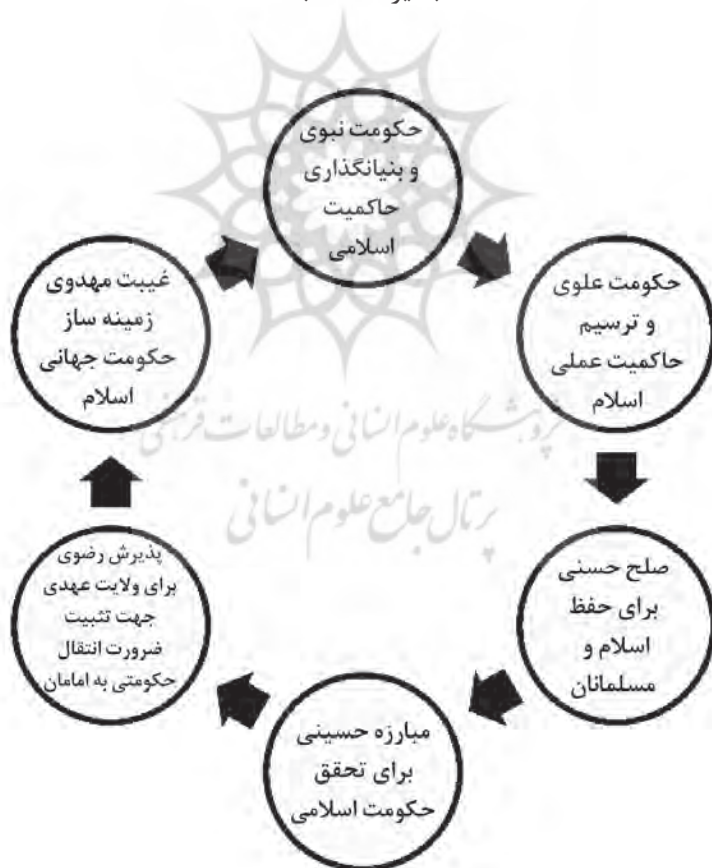 حکومت نبوی
و بنیانگذاری
حاکمیت
اسلامی
حکومت علوی
و ترسیم
حاکمیت عملی
اسلام
صلح حسنی
برای حفظ
اسلام و
مسلمانان
مبارزه حسینی
برای تحقق
حکومت اسلامی
پذیرش رضوی
برای ولایت عهدی
جهت تثبیت
ضرورت انتقال
حکومتی به امامان
غیبت مهدوی
زمینه ساز
حکومت جهانی
اسلام
پژوهشگاه علوم انسانی و مطالعات فرهنگی
پرتال جامع علوم انسانی